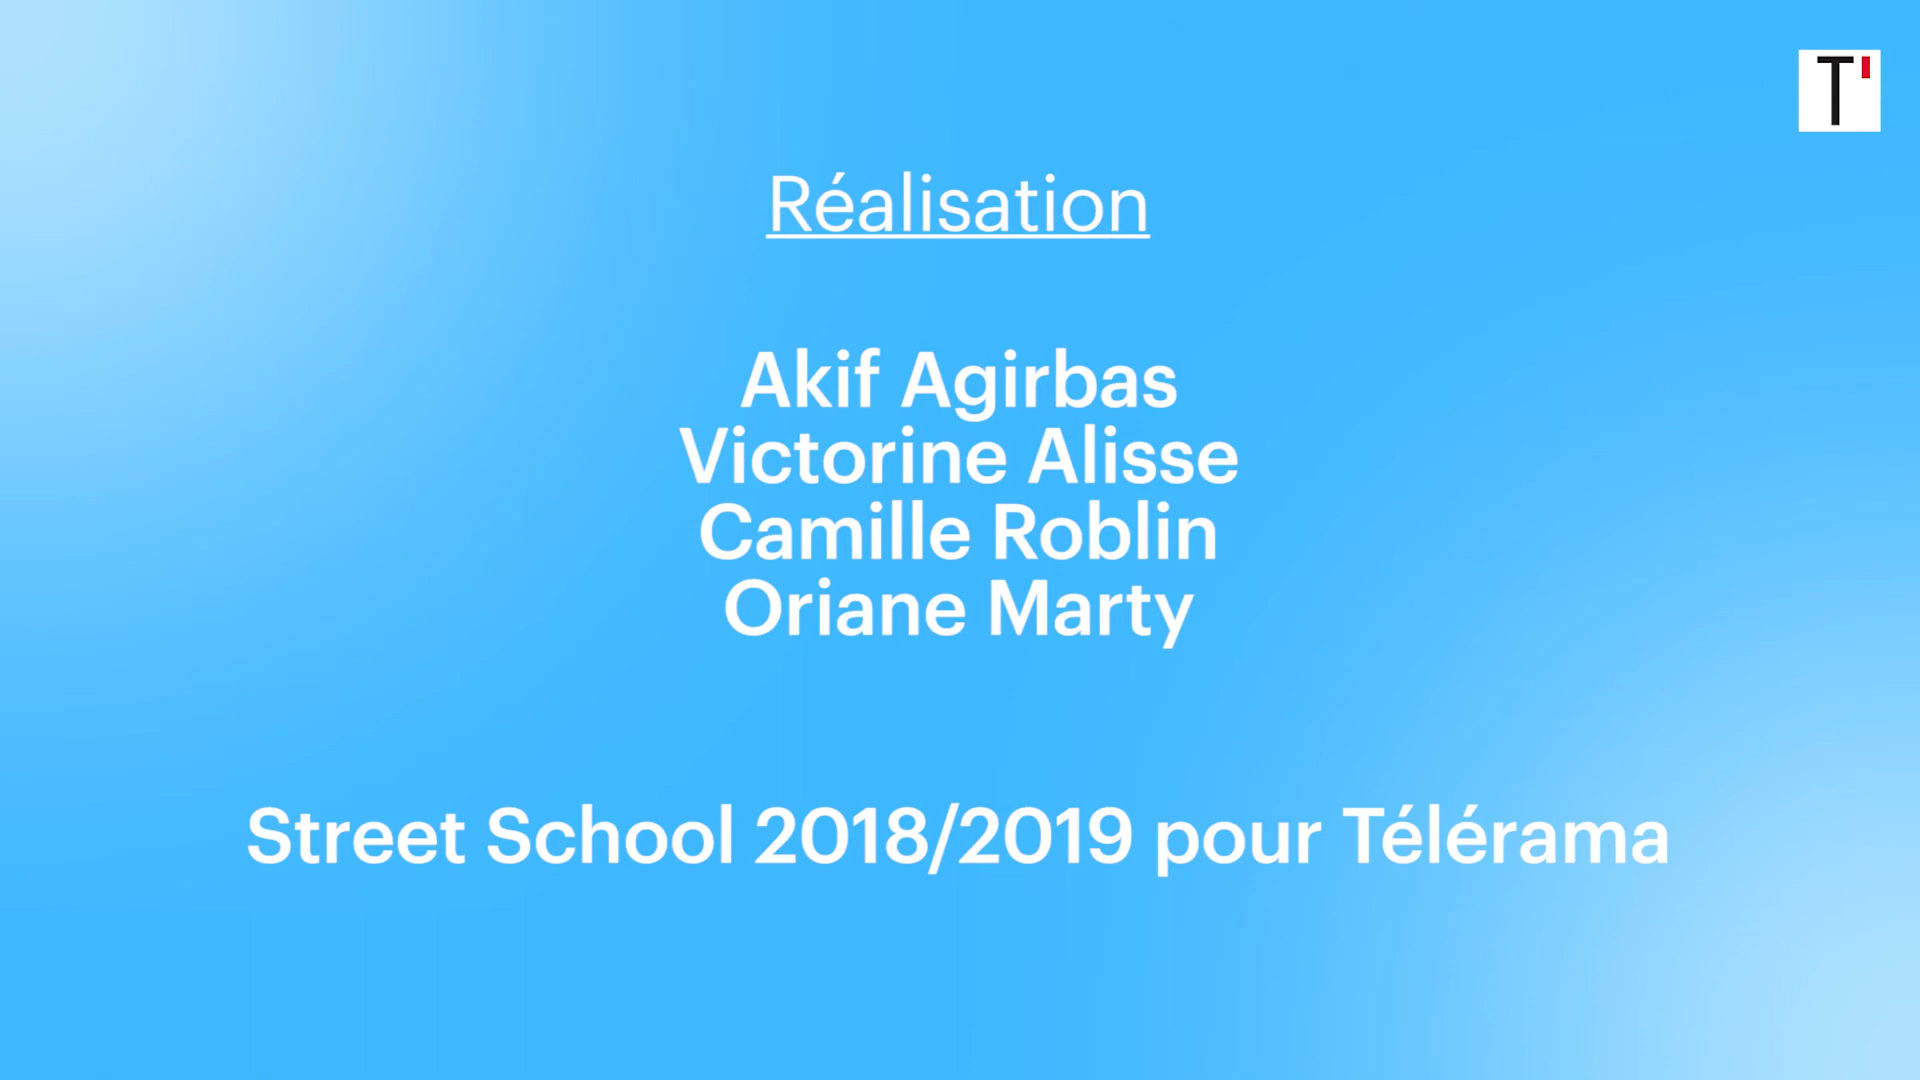 T'
Réalisation
Akif Agirbas
Victorine Alisse
Camille Roblin
Oriane Marty
Street School 2018/2019 pour Télérama